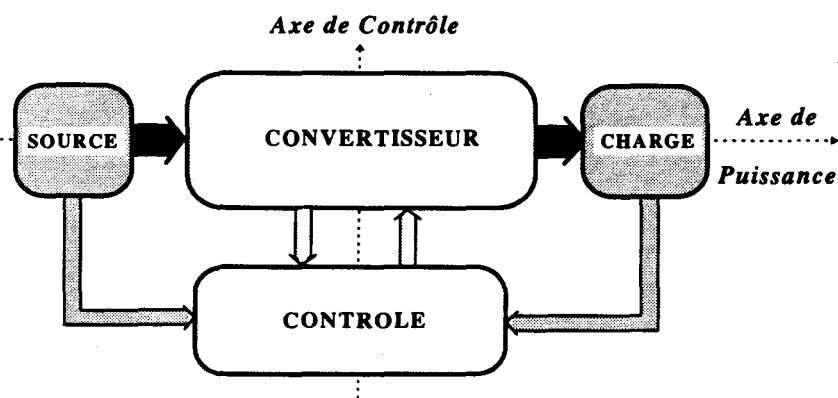 Axe de Contrôle
SOURCE
CONVERTISSEUR
CHARGE
Axe de
Puissance
CONTROLE